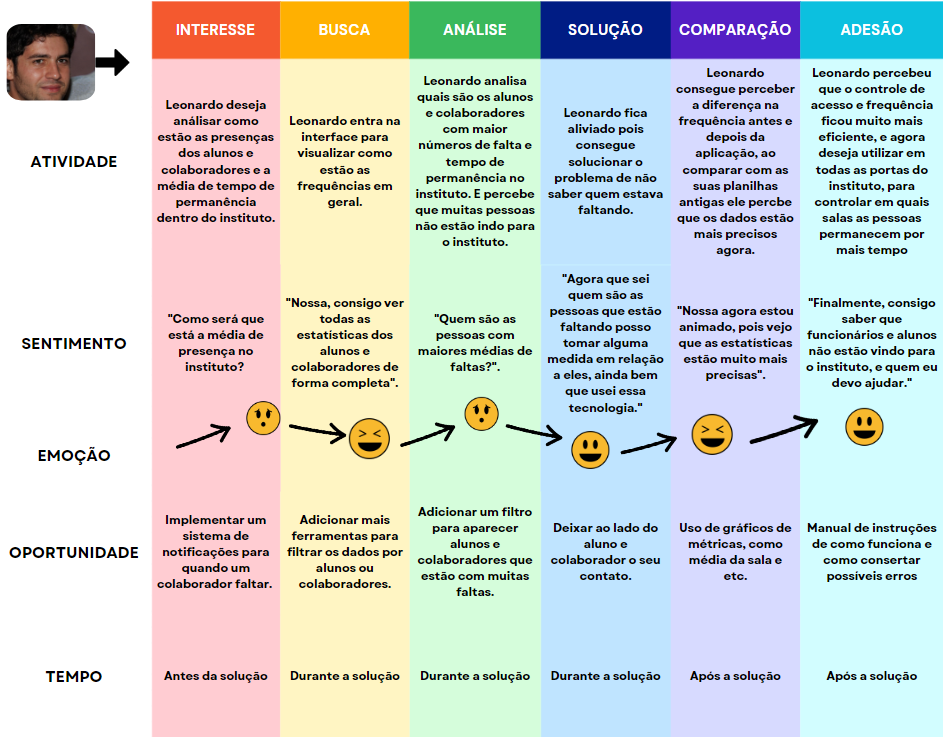 INTERESSE
BUSCA
ANÁLISE
SOLUÇÃO
COMPARAÇÃO
ADESÃO
ATIVIDADE
Leonardo deseja
análisar como
estão as presenças
dos alunos e
colaboradores e a
média de tempo de
permanência
dentro do instituto.
Leonardo entra na
interface para
visualizar como
estão as
frequências em
geral.
Leonardo analisa
quais são os alunos
e colaboradores
com maior
números de falta e
tempo de
permanência no
instituto. E percebe
que muitas pessoas
não estão indo para
o instituto.
Leonardo fica
aliviado pois
consegue
solucionar o
problema de não
saber quem estava
faltando.
Leonardo
consegue perceber
a diferença na
frequência antes e
depois da
aplicação, ao
comparar com as
suas planilhas
antigas ele percbe
que os dados estão
mais precisos
agora.
Leonardo percebeu
que o controle de
acesso e frequência
ficou muito mais
eficiente, e agora
deseja utilizar em
todas as portas do
instituto, para
controlar em quais
salas as pessoas
permanecem por
mais tempo
SENTIMENTO
"Como será que
está a média de
presença no
instituto?
"Nossa, consigo ver
todas as
estatísticas dos
alunos e
colaboradores de
forma completa".
"Quem são as
pessoas com
maiores médias de
faltas?".
"Agora que sei
quem são as
pessoas que estão
faltando posso
tomar alguma
medida em relação
a eles, ainda bem
que usei essa
tecnologia."
"Nossa agora estou
animado, pois vejo
que as estatísticas
estão muito mais
precisas".
"Finalmente, consigo
saber que
funcionários e alunos
não estão vindo para
o instituto, e quem eu
devo ajudar."
EMOÇÃO
OPORTUNIDADE
Implementar um
sistema de
notificações para
quando um
colaborador faltar.
Adicionar mais
ferramentas para
filtrar os dados por
alunos ou
colaboradores.
Adicionar um filtro
para aparecer
alunos e
colaboradores que
estão com muitas
faltas.
Deixar ao lado do
aluno e
colaborador o seu
contato.
Uso de gráficos de
métricas, como
média da sala e
etc.
Manual de instruções
de como funciona e
como consertar
possíveis erros
TEMPO
Antes da solução
Durante a solução
Durante a solução
Durante a solução
Após a solução
Após a solução